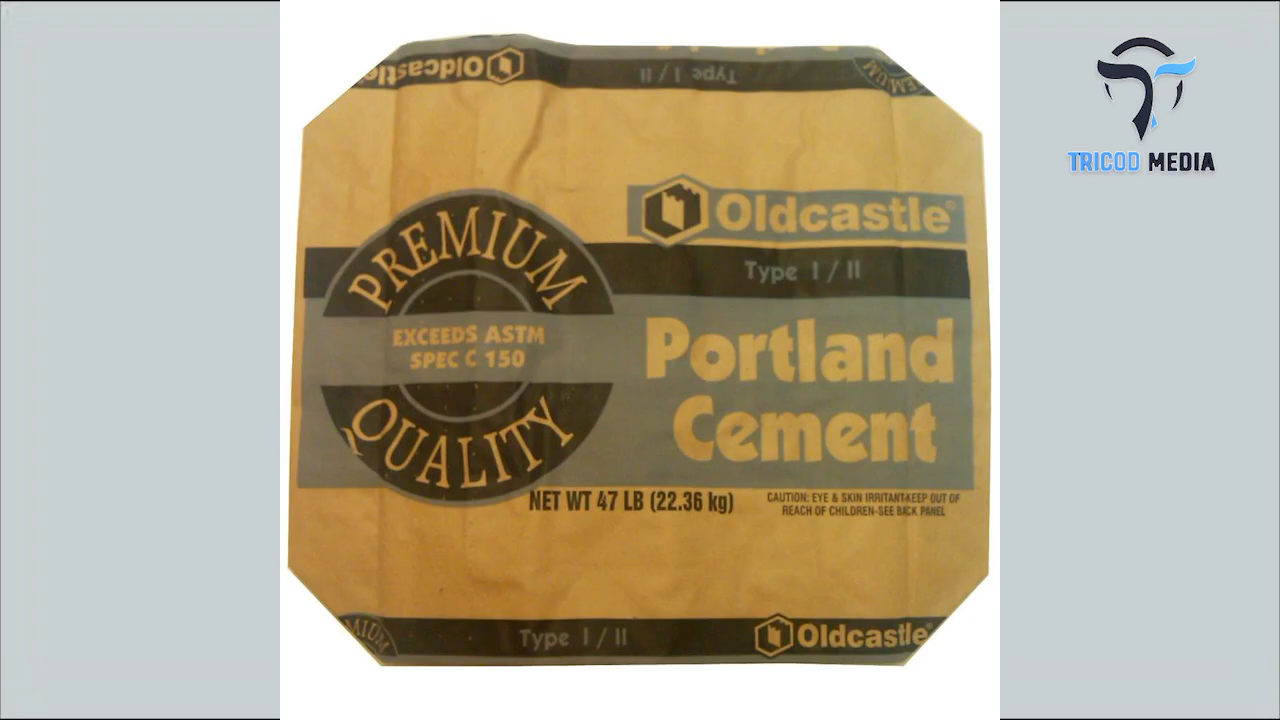 Oldcastle
Type I / II
TRICOD MEDIA
PREMIUM
Oldcastle®
Type I / II
EXCEEDS ASTM
SPEC C 150
Portland
Cement
QUALITY
NET WT 47 LB (22.36 kg)
CAUTION: EYE & SKIN IRRITANT-KEEP OUT OF
REACH OF CHILDREN-SEE BACK PANEL
Type I / II
Oldcastle®